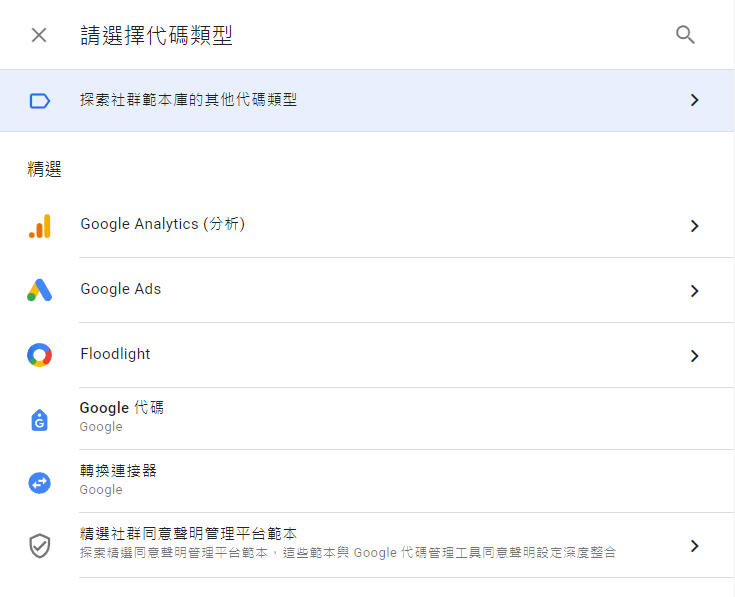 請選擇代碼類型
探索社群範本庫的其他代碼類型
精選
Google Analytics (分析)
Google Ads
Floodlight
Google 代碼
Google
轉換連接器
Google
精選社群同意聲明管理平台範本
探索精選同意聲明管理平台範本，這些範本與 Google 代碼管理工具同意聲明設定深度整合